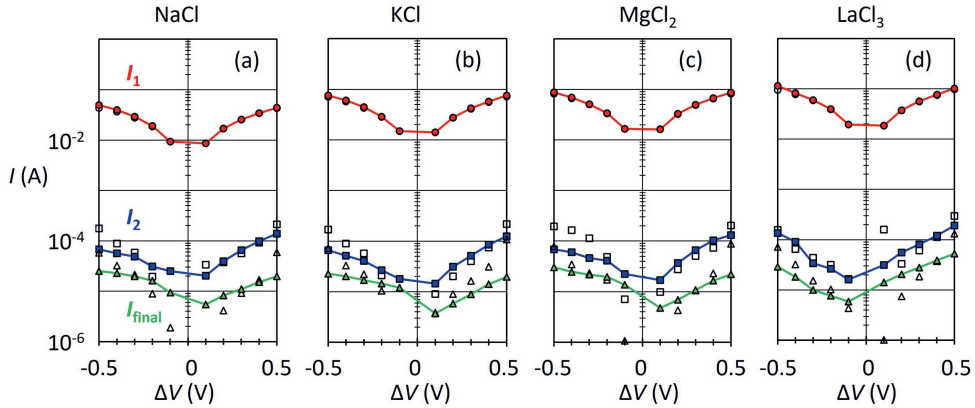 NaCl KCl MgCl₂ LaCl₃
(a) (b) (c) (d)
I₁
10⁻²
I (A)
I₂
10⁻⁴
I_final
10⁻⁶
-0.5 0 0.5 -0.5 0 0.5 -0.5 0 0.5 -0.5 0 0.5
ΔV (V) ΔV (V) ΔV (V) ΔV (V)